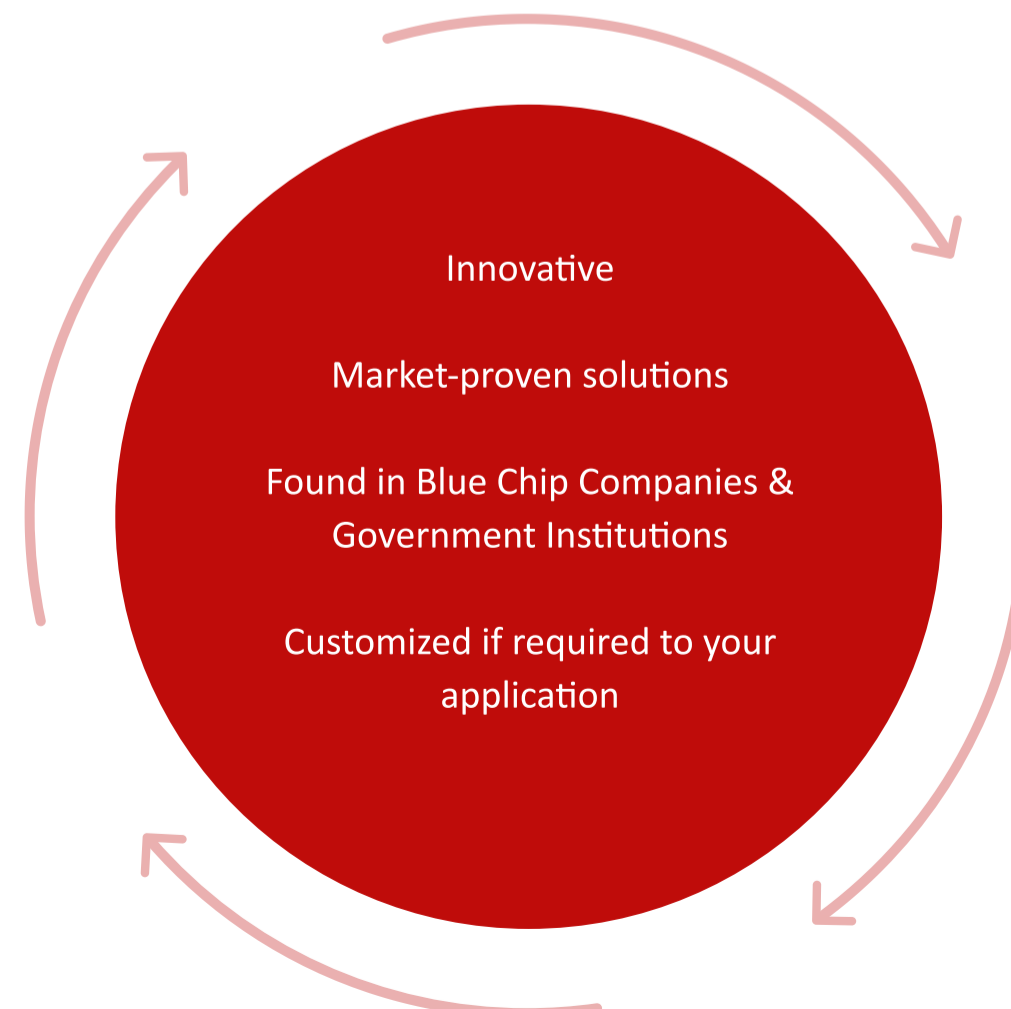 Innovative
Market-proven solutions
Found in Blue Chip Companies &
Government Institutions
Customized if required to your
application